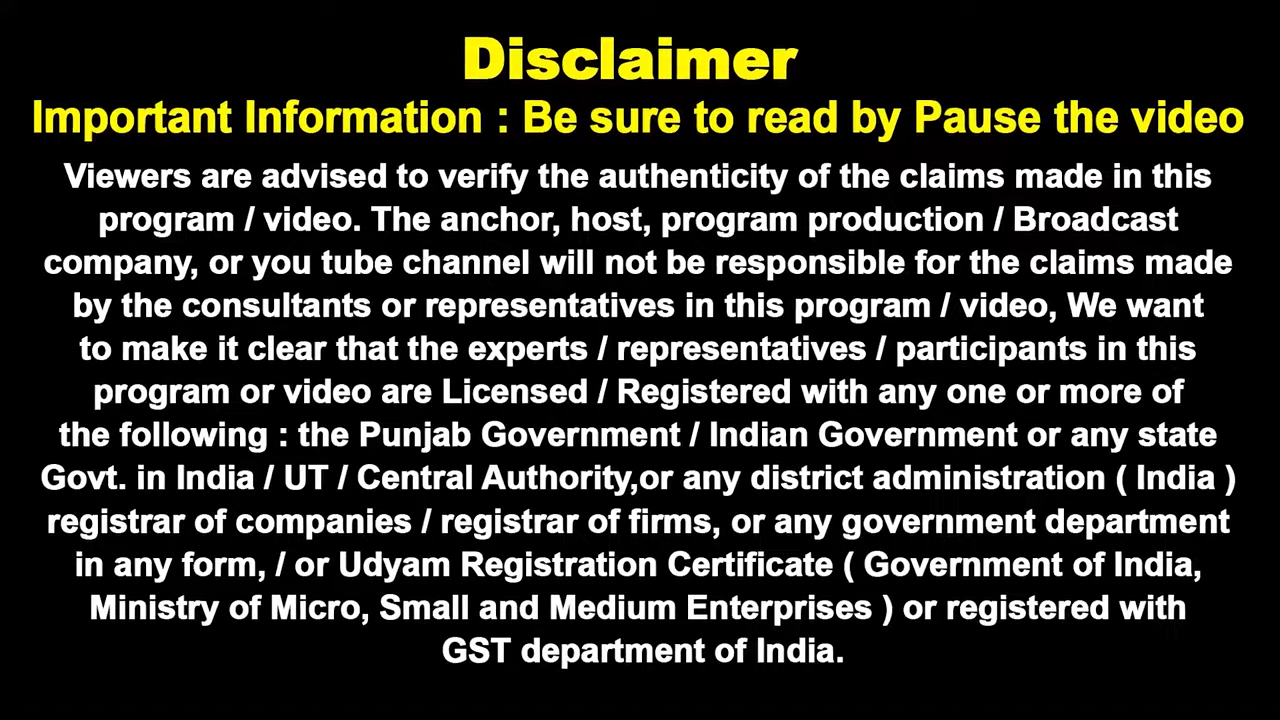 Disclaimer
Important Information : Be sure to read by Pause the video
Viewers are advised to verify the authenticity of the claims made in this
program / video. The anchor, host, program production / Broadcast
company, or you tube channel will not be responsible for the claims made
by the consultants or representatives in this program / video, We want
to make it clear that the experts / representatives / participants in this
program or video are Licensed / Registered with any one or more of
the following : the Punjab Government / Indian Government or any state
Govt. in India / UT / Central Authority,or any district administration ( India )
registrar of companies / registrar of firms, or any government department
in any form, / or Udyam Registration Certificate ( Government of India,
Ministry of Micro, Small and Medium Enterprises ) or registered with
GST department of India.